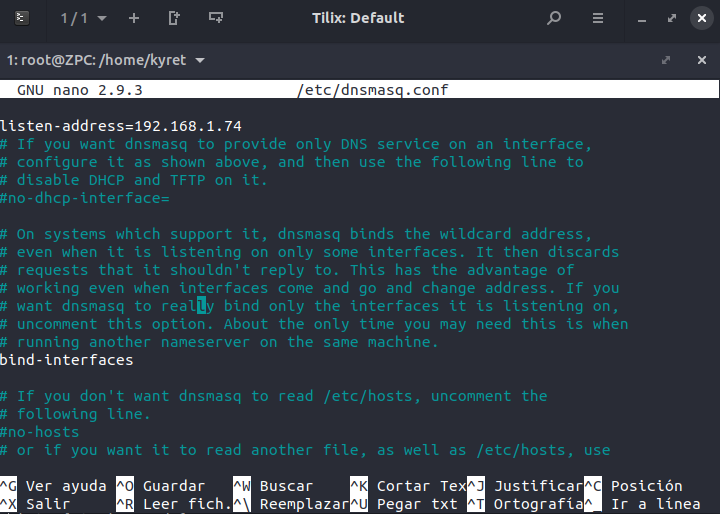 1 / 1
Tilix: Default
1: root@ZPC: /home/kyret
GNU nano 2.9.3 /etc/dnsmasq.conf
listen-address=192.168.1.74
# If you want dnsmasq to provide only DNS service on an interface,
# configure it as shown above, and then use the following line to
# disable DHCP and TFTP on it.
#no-dhcp-interface=
# On systems which support it, dnsmasq binds the wildcard address,
# even when it is listening on only some interfaces. It then discards
# requests that it shouldn't reply to. This has the advantage of
# working even when interfaces come and go and change address. If you
# want dnsmasq to really bind only the interfaces it is listening on,
# uncomment this option. About the only time you may need this is when
# running another nameserver on the same machine.
bind-interfaces
# If you don't want dnsmasq to read /etc/hosts, uncomment the
# following line.
#no-hosts
# or if you want it to read another file, as well as /etc/hosts, use
^G Ver ayuda ^O Guardar ^W Buscar ^K Cortar Tex^J Justificar^C Posición
^X Salir ^R Leer fich.^\ Reemplazar^U Pegar txt ^T Ortografía^_ Ir a línea